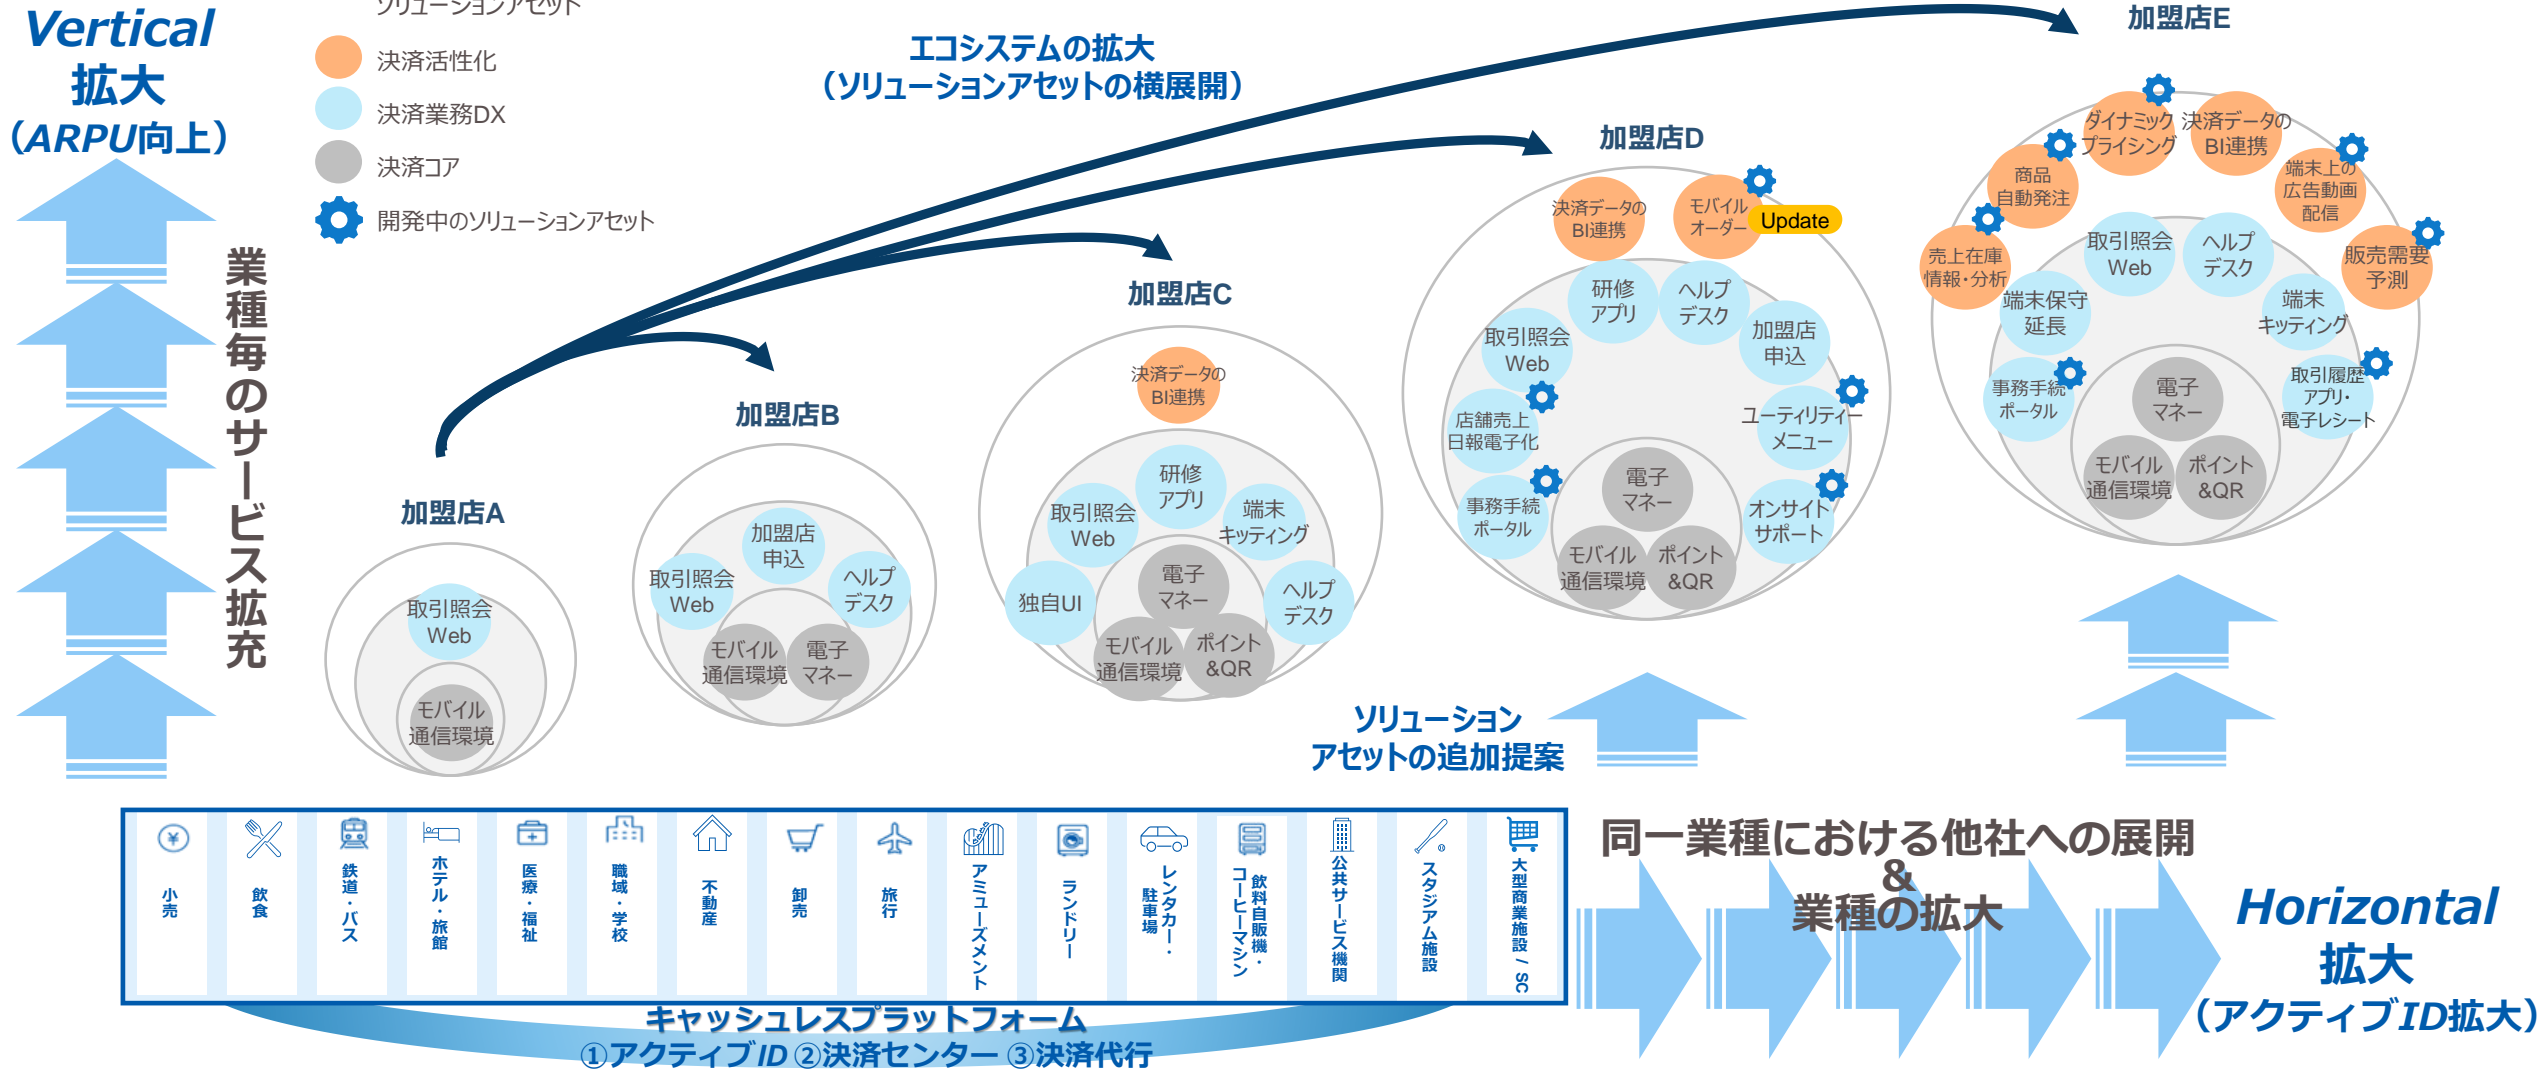 Vertical
拡大
（ARPU向上）
業種毎のサービス拡充
ソリューションアセット
決済活性化
決済業務DX
決済コア
開発中のソリューションアセット
エコシステムの拡大
（ソリューションアセットの横展開）
加盟店A
取引照会
Web
モバイル
通信環境
加盟店B
加盟店
申込
取引照会
Web
ヘルプ
デスク
モバイル
通信環境
電子
マネー
加盟店C
決済データの
BI連携
研修
アプリ
取引照会
Web
端末
キッティング
独自UI
ヘルプ
デスク
電子
マネー
モバイル
通信環境
ポイント
&QR
加盟店D
決済データの
BI連携
モバイル
オーダー
Update
研修
アプリ
ヘルプ
デスク
取引照会
Web
加盟店
申込
店舗売上
日報電子化
ユーティリティー
メニュー
事務手続
ポータル
オンサイト
サポート
電子
マネー
モバイル
通信環境
ポイント
&QR
加盟店E
ダイナミック
プライシング
決済データの
BI連携
商品
自動発注
端末上の
広告動画
配信
売上在庫
情報・分析
販売需要
予測
取引照会
Web
ヘルプ
デスク
端末保守
延長
端末
キッティング
事務手続
ポータル
取引履歴
アプリ・
電子レシート
電子
マネー
モバイル
通信環境
ポイント
&QR
ソリューション
アセットの追加提案
小売
飲食
鉄道・バス
ホテル・旅館
医療・福祉
職域・学校
不動産
卸売
旅行
アミューズメント
ランドリー
レンタカー・
駐車場
飲料自販機・
コーヒーマシン
公共サービス機関
スタジアム施設
大型商業施設 / SC
キャッシュレスプラットフォーム
①アクティブID ②決済センター ③決済代行
同一業種における他社への展開
&
業種の拡大
Horizontal
拡大
（アクティブID拡大）